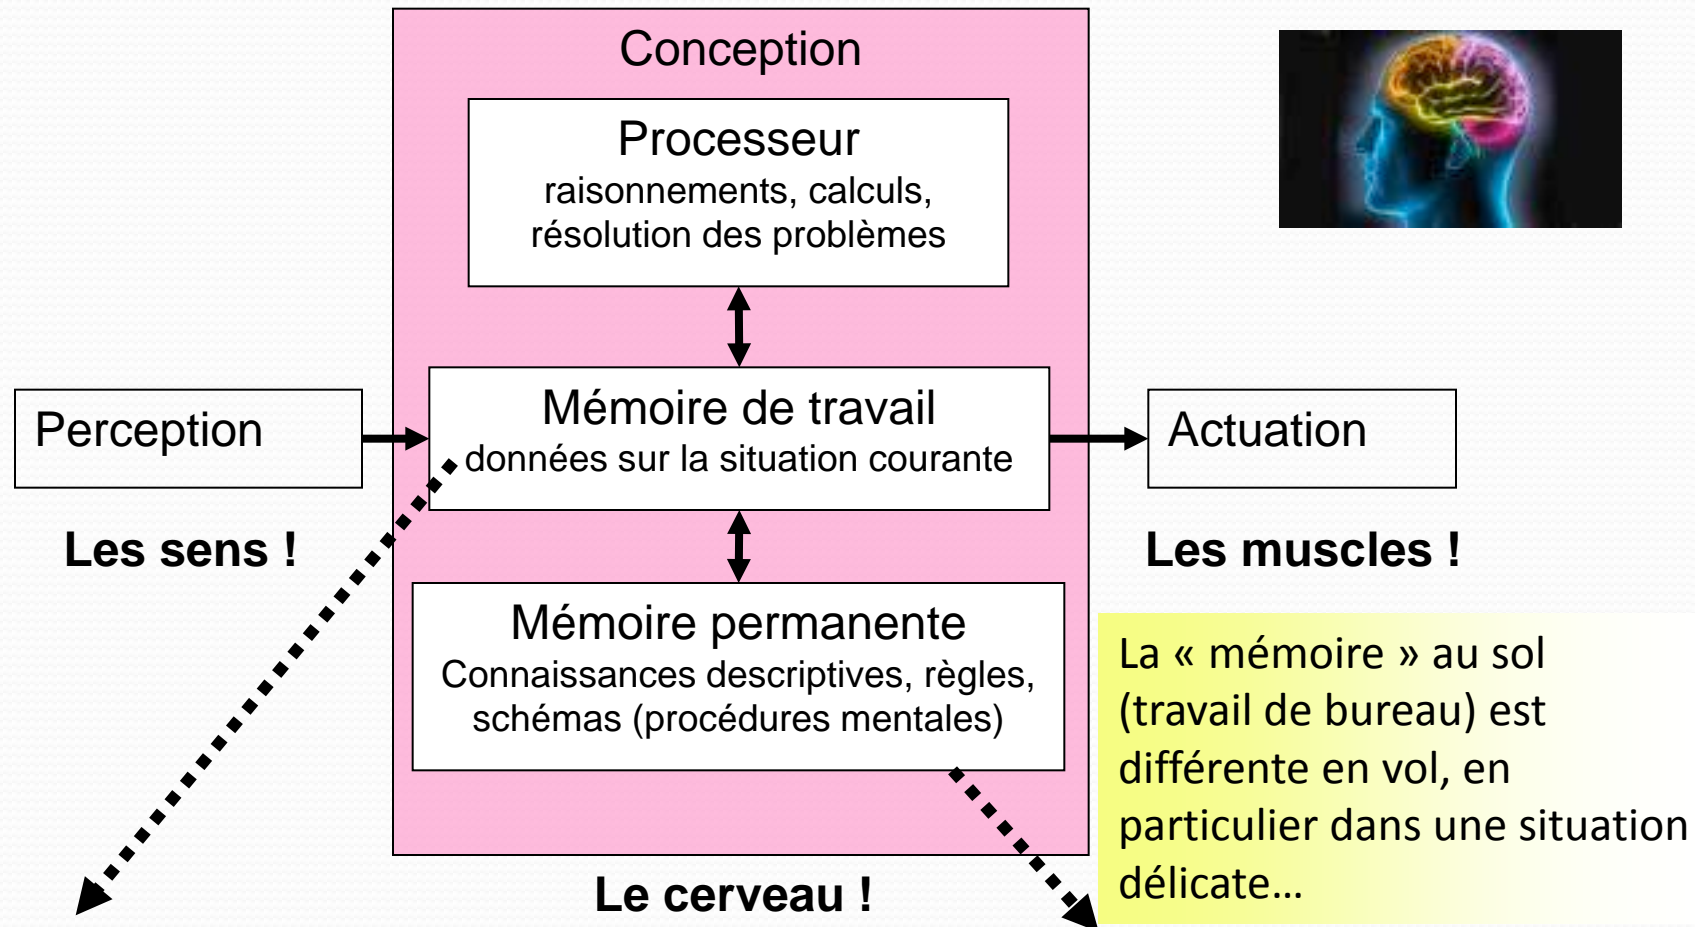 Conception
Processeur
raisonnements, calculs,
résolution des problèmes
Perception
Mémoire de travail
données sur la situation courante
Actuation
Les sens !
Les muscles !
Mémoire permanente
Connaissances descriptives, règles,
schémas (procédures mentales)
La « mémoire » au sol
(travail de bureau) est
différente en vol, en
particulier dans une situation
délicate…
Le cerveau !